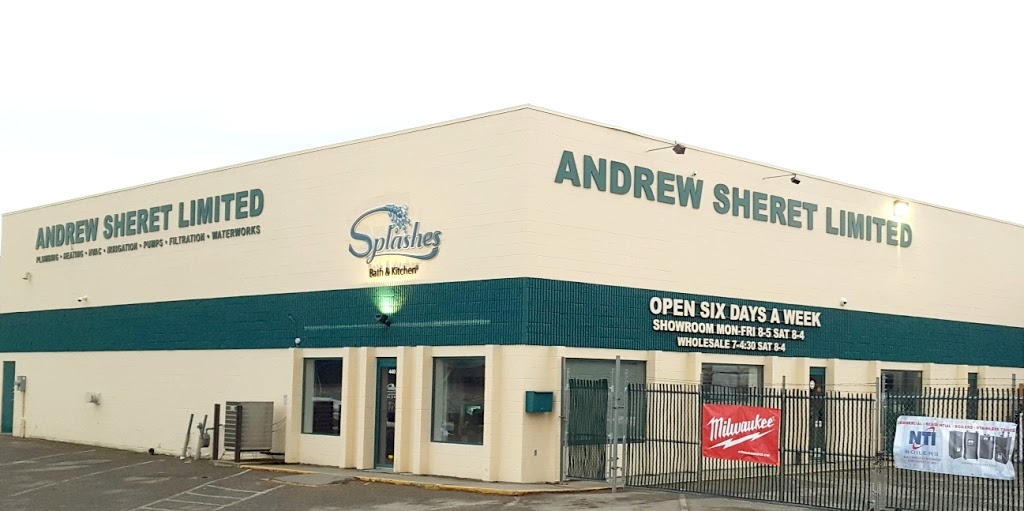 ANDREW SHERET LIMITED
PLUMBING • HEATING • HVAC • IRRIGATION • PUMPS • FILTRATION • WATERWORKS
Splashes
Bath & Kitchen®
ANDREW SHERET LIMITED
OPEN SIX DAYS A WEEK
SHOWROOM MON-FRI 8-5 SAT 8-4
WHOLESALE 7-4:30 SAT 8-4
Milwaukee
NTI
BOILERS